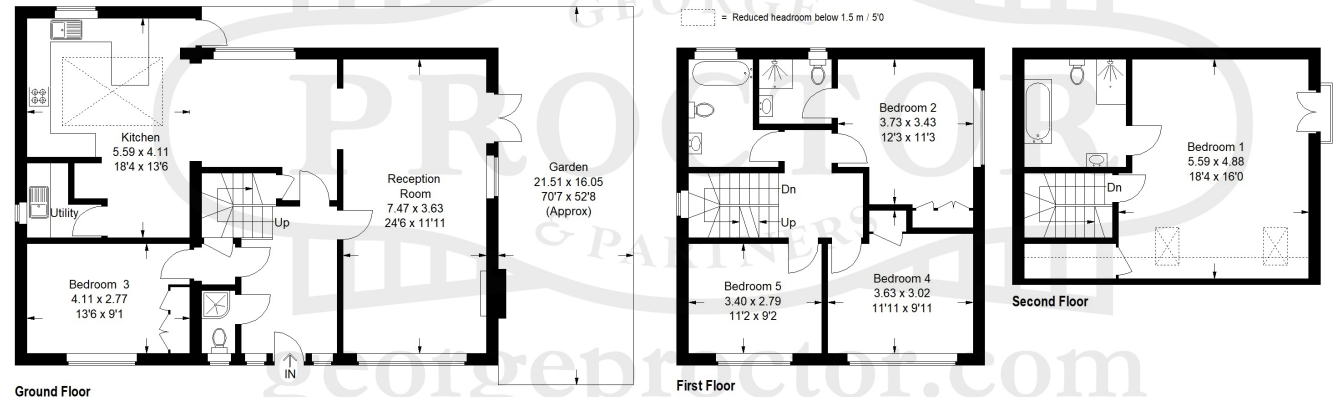 GEORGE
PROCTOR
& PARTNERS
georgeproctor.com
= Reduced headroom below 1.5 m / 5'0
Kitchen
5.59 x 4.11
18'4 x 13'6
Utility
Up
Reception
Room
7.47 x 3.63
24'6 x 11'11
Garden
21.51 x 16.05
70'7 x 52'8
(Approx)
Bedroom 3
4.11 x 2.77
13'6 x 9'1
IN
Ground Floor
Bedroom 2
3.73 x 3.43
12'3 x 11'3
Dn
Up
Bedroom 5
3.40 x 2.79
11'2 x 9'2
Bedroom 4
3.63 x 3.02
11'11 x 9'11
First Floor
Bedroom 1
5.59 x 4.88
18'4 x 16'0
Dn
Second Floor